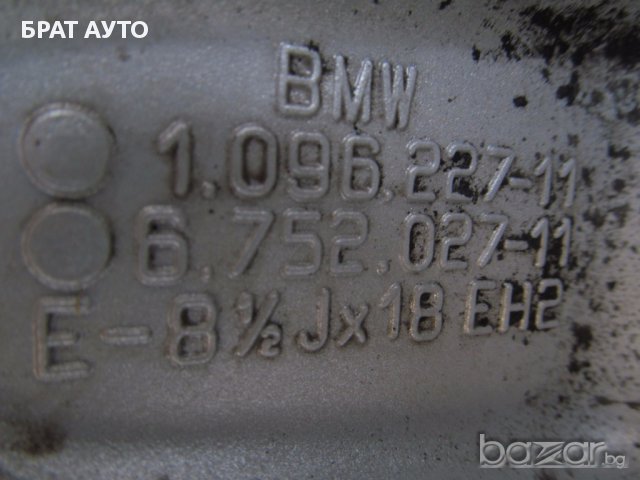 БРАТ АУТО
BMW
1.096.227-11
6.752.027-11
E-8½Jx18 EH2
bazar.bg